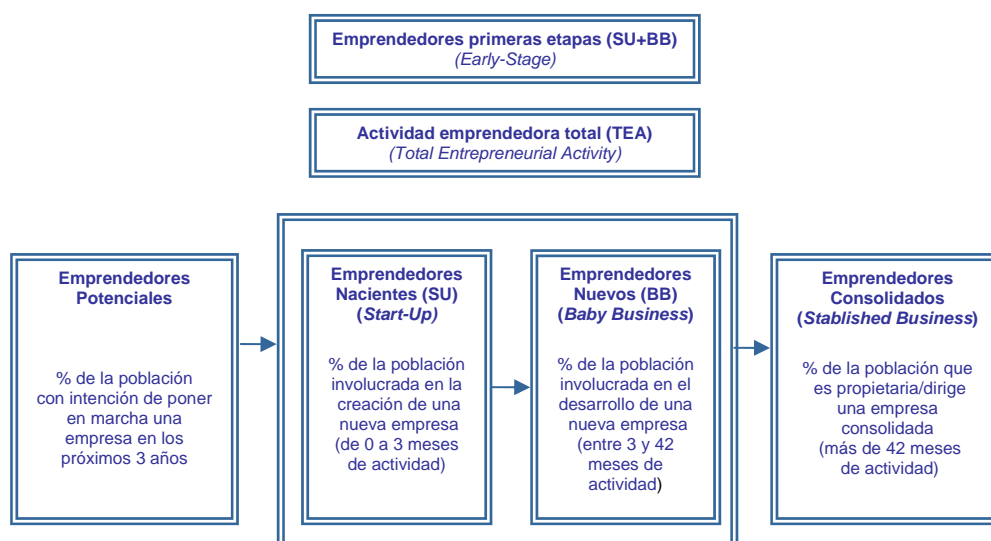 Emprendedores primeras etapas (SU+BB)
(Early-Stage)
Actividad emprendedora total (TEA)
(Total Entrepreneurial Activity)
Emprendedores
Potenciales
% de la población
con intención de poner
en marcha una
empresa en los
próximos 3 años
Emprendedores
Nacientes (SU)
(Start-Up)
% de la población
involucrada en la
creación de una
nueva empresa
(de 0 a 3 meses
de actividad)
Emprendedores
Nuevos (BB)
(Baby Business)
% de la población
involucrada en el
desarrollo de una
nueva empresa
(entre 3 y 42
meses de
actividad)
Emprendedores
Consolidados
(Stablished Business)
% de la población que
es propietaria/dirige
una empresa
consolidada
(más de 42 meses
de actividad)